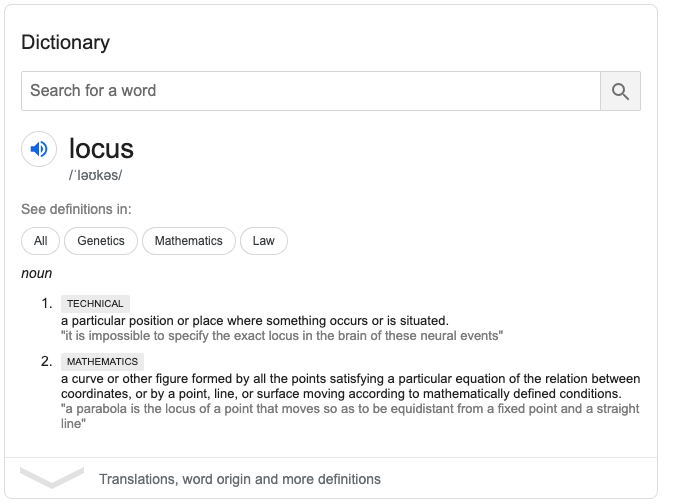 Dictionary
Search for a word
locus
/ˈləʊkəs/
See definitions in:
All Genetics Mathematics Law
noun
1. TECHNICAL
a particular position or place where something occurs or is situated.
"it is impossible to specify the exact locus in the brain of these neural events"
2. MATHEMATICS
a curve or other figure formed by all the points satisfying a particular equation of the relation between
coordinates, or by a point, line, or surface moving according to mathematically defined conditions.
"a parabola is the locus of a point that moves so as to be equidistant from a fixed point and a straight
line"
Translations, word origin and more definitions